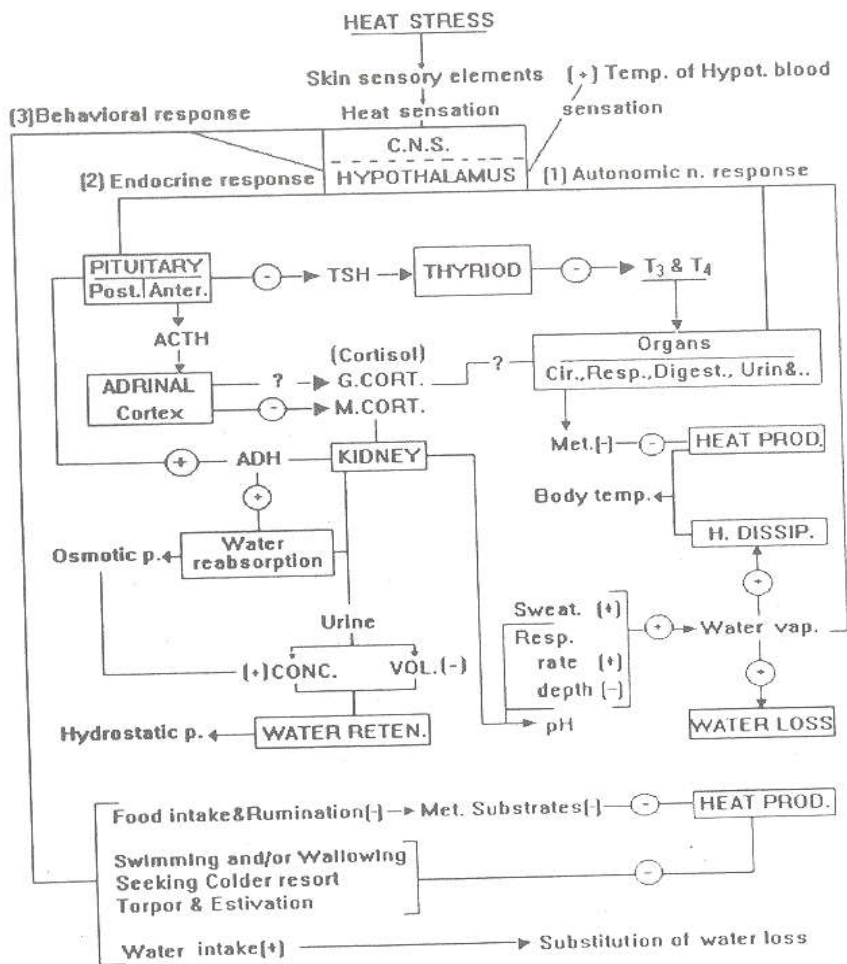 HEAT STRESS
Skin sensory elements (+) Temp. of Hypot. blood
(3)Behavioral response Heat sensation sensation
C.N.S.
(2) Endocrine response HYPOTHALAMUS (1) Autonomic n. response
PITUITARY - TSH THYRIOD - T3 & T4
Post. Anter.
ACTH
(Cortisol) Organs
ADRINAL ? G.CORT. ? Cir.,Resp.,Digest., Urin&..
Cortex - M.CORT.
Met.(-) - HEAT PROD.
+ ADH KIDNEY
+ Body temp.
Osmotic p. Water H. DISSIP.
reabsorption
+
Sweat. (+)
Urine Resp. + Water vap.
rate (+)
(+)CONC. VOL.(-) depth (-) +
Hydrostatic p. WATER RETEN. pH WATER LOSS
Food intake&Rumination(-) Met. Substrates(-) - HEAT PROD.
Swimming and/or Wallowing
Seeking Colder resort -
Torpor & Estivation
Water intake(+) Substitution of water loss